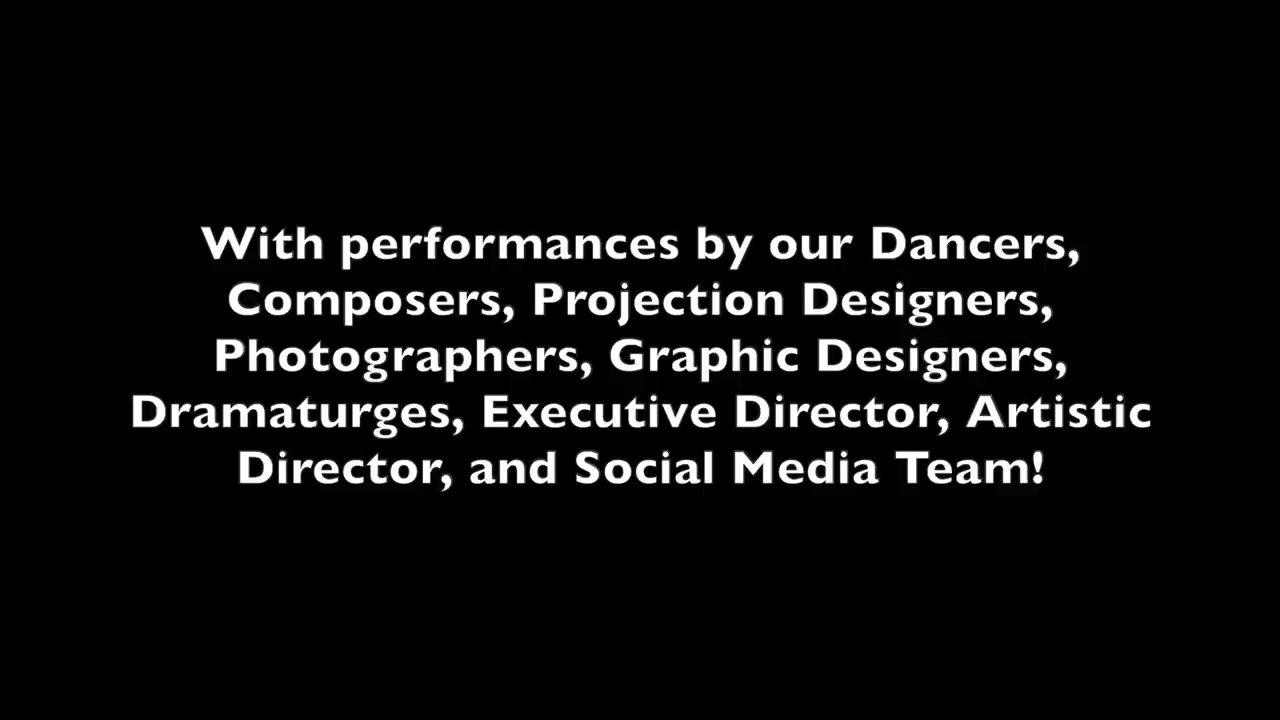 With performances by our Dancers,
Composers, Projection Designers,
Photographers, Graphic Designers,
Dramaturges, Executive Director, Artistic
Director, and Social Media Team!